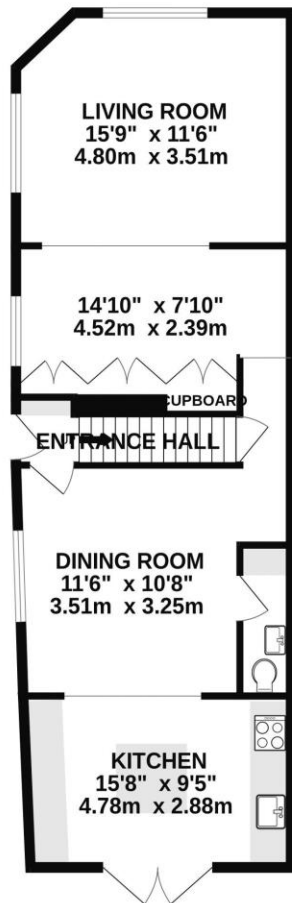 LIVING ROOM
15'9" x 11'6"
4.80m x 3.51m
14'10" x 7'10"
4.52m x 2.39m
CUPBOARD
ENTRANCE HALL
DINING ROOM
11'6" x 10'8"
3.51m x 3.25m
KITCHEN
15'8" x 9'5"
4.78m x 2.88m